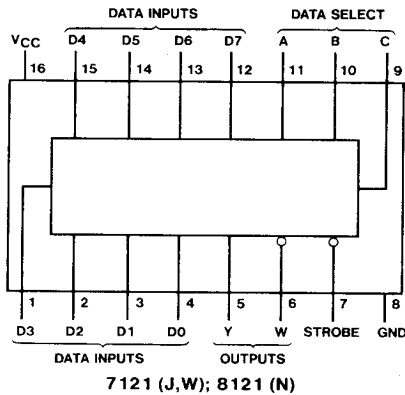 DATA INPUTS DATA SELECT
VCC D4 D5 D6 D7 A B C
16 15 14 13 12 11 10 9
1 2 3 4 5 6 7 8
D3 D2 D1 D0 Y W STROBE GND
DATA INPUTS OUTPUTS
7121 (J,W); 8121 (N)